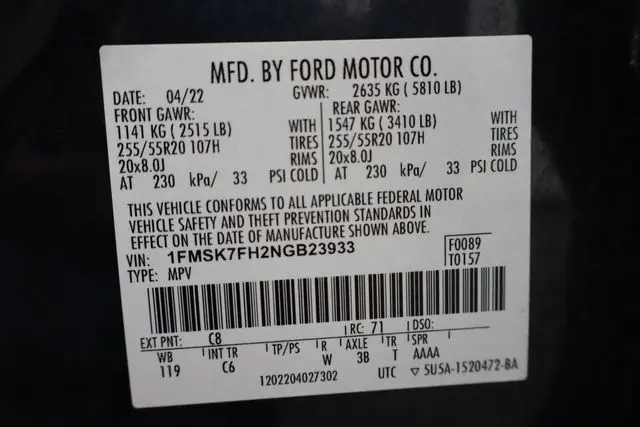 MFD. BY FORD MOTOR CO.
DATE: 04/22 GVWR: 2635 KG ( 5810 LB)
FRONT GAWR: REAR GAWR:
1141 KG ( 2515 LB) WITH 1547 KG ( 3410 LB) WITH
255/55R20 107H TIRES 255/55R20 107H TIRES
20x8.0J RIMS 20x8.0J RIMS
AT 230 kPa/ 33 PSI COLD AT 230 kPa/ 33 PSI COLD
THIS VEHICLE CONFORMS TO ALL APPLICABLE FEDERAL MOTOR
VEHICLE SAFETY AND THEFT PREVENTION STANDARDS IN
EFFECT ON THE DATE OF MANUFACTURE SHOWN ABOVE.
VIN: 1FMSK7FH2NGB23933 F0089
TYPE: MPV T0157
EXT PNT: C8 RC: 71 DSO:
WB INT TR TP/PS R AXLE TR SPR
119 C6 W 3B T AAAA
1202204027302 UTC ▽ 5U5A-1520472-BA